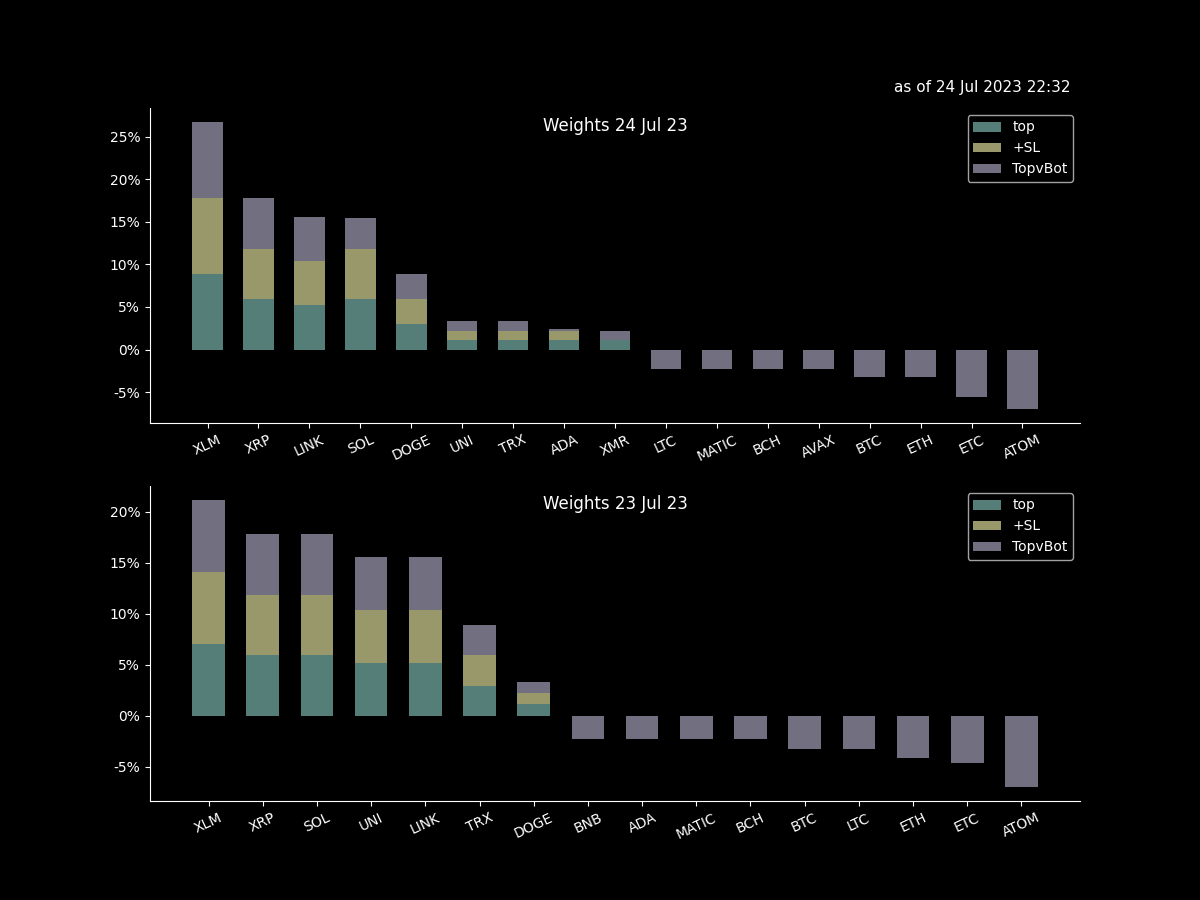 as of 24 Jul 2023 22:32
Weights 24 Jul 23
top
+SL
TopvBot
25%
20%
15%
10%
5%
0%
-5%
XLM XRP LINK SOL DOGE UNI TRX ADA XMR LTC MATIC BCH AVAX BTC ETH ETC ATOM
Weights 23 Jul 23
top
+SL
TopvBot
20%
15%
10%
5%
0%
-5%
XLM XRP SOL UNI LINK TRX DOGE BNB ADA MATIC BCH BTC LTC ETH ETC ATOM